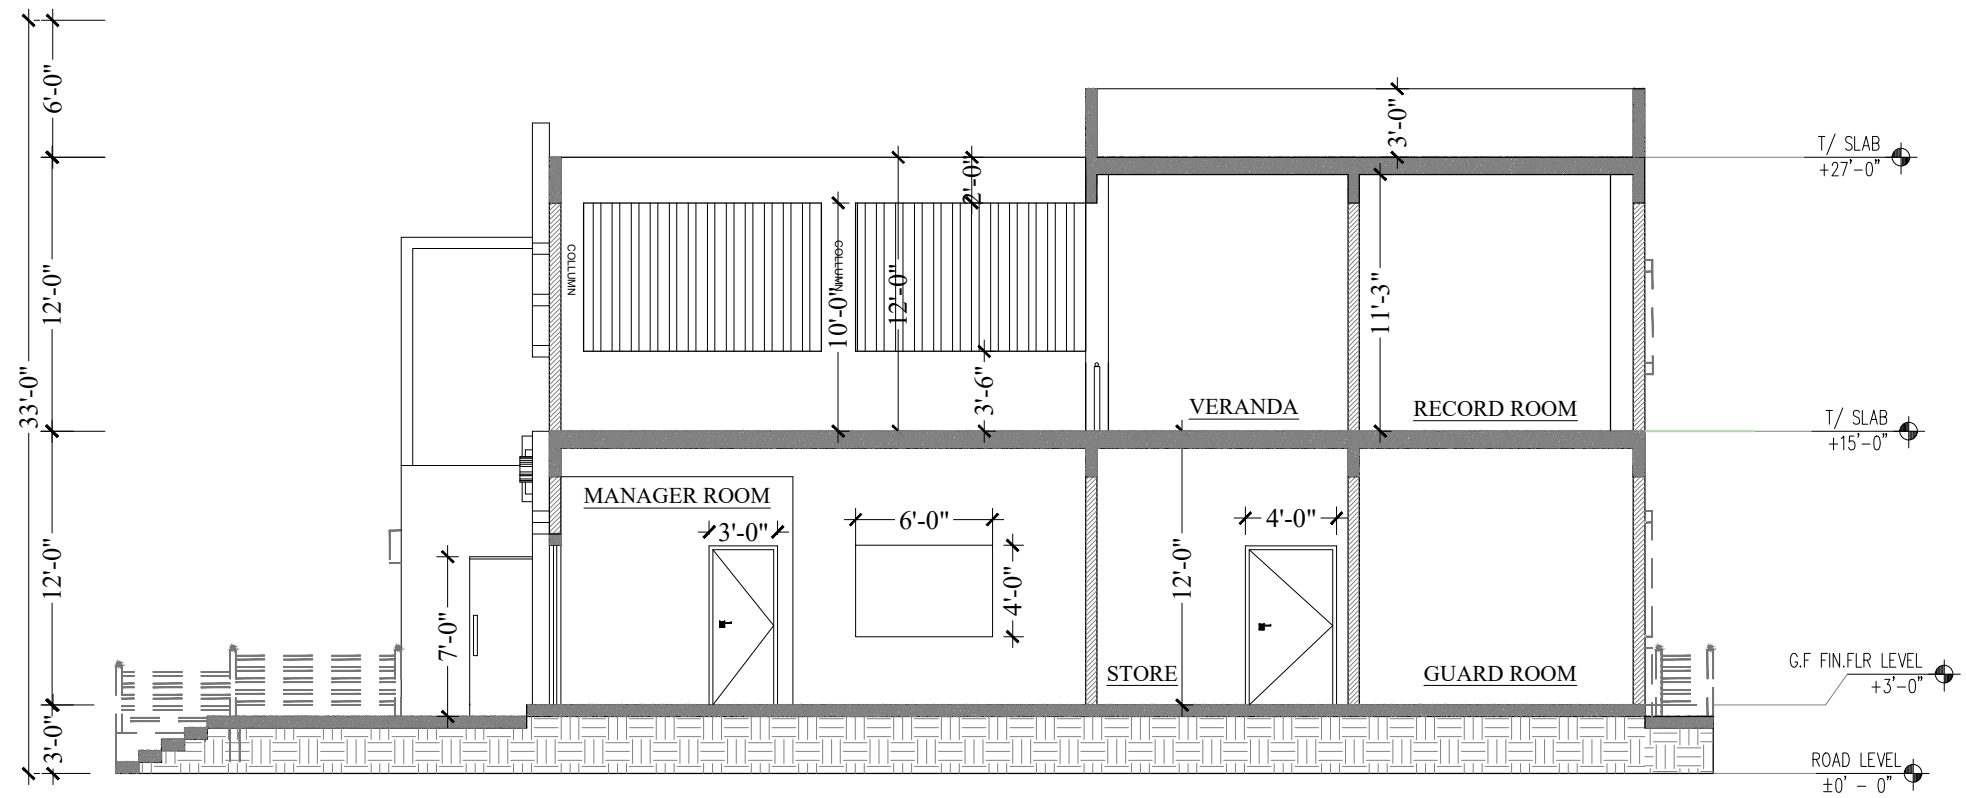 6'-0"
3'-0"
T/ SLAB
+27'-0"
2'-0"
COLLUMN
COLLUMN
12'-0"
10'-0"
12'-0"
11'-3"
33'-0"
3'-6"
VERANDA
RECORD ROOM
T/ SLAB
+15'-0"
MANAGER ROOM
3'-0"
6'-0"
4'-0"
12'-0"
4'-0"
12'-0"
7'-0"
STORE
GUARD ROOM
G.F FIN.FLR LEVEL
+3'-0"
3'-0"
ROAD LEVEL
±0' - 0"